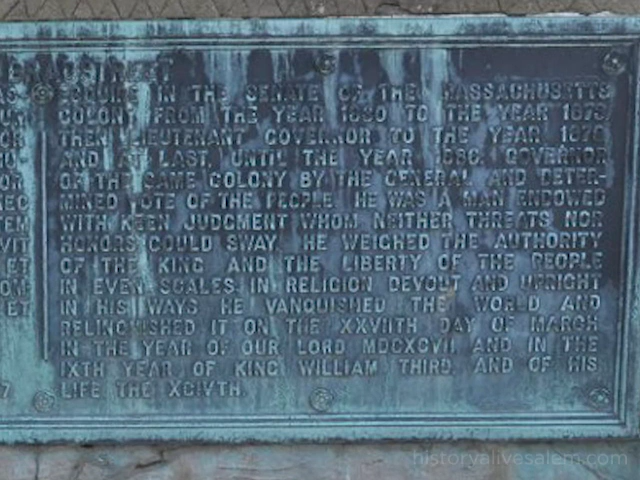 BRADSTREET
ESQUIRE IN THE SENATE OF THE MASSACHUSETTS
COLONY FROM THE YEAR 1630 TO THE YEAR 1673
THEN LIEUTENANT GOVERNOR TO THE YEAR 1679
AND AT LAST, UNTIL THE YEAR 1686, GOVERNOR
OF THE SAME COLONY BY THE GENERAL AND DETER-
MINED VOTE OF THE PEOPLE. HE WAS A MAN ENDOWED
WITH KEEN JUDGMENT WHOM NEITHER THREATS NOR
HONORS COULD SWAY. HE WEIGHED THE AUTHORITY
OF THE KING AND THE LIBERTY OF THE PEOPLE
IN EVEN SCALES. IN RELIGION DEVOUT AND UPRIGHT
IN HIS WAYS HE VANQUISHED THE WORLD AND
RELINQUISHED IT ON THE XXVIITH DAY OF MARCH
IN THE YEAR OF OUR LORD MDCXCVII AND IN THE
IXTH YEAR OF KING WILLIAM THIRD AND OF HIS
LIFE THE XCIVTH.
historyalivesalem.com